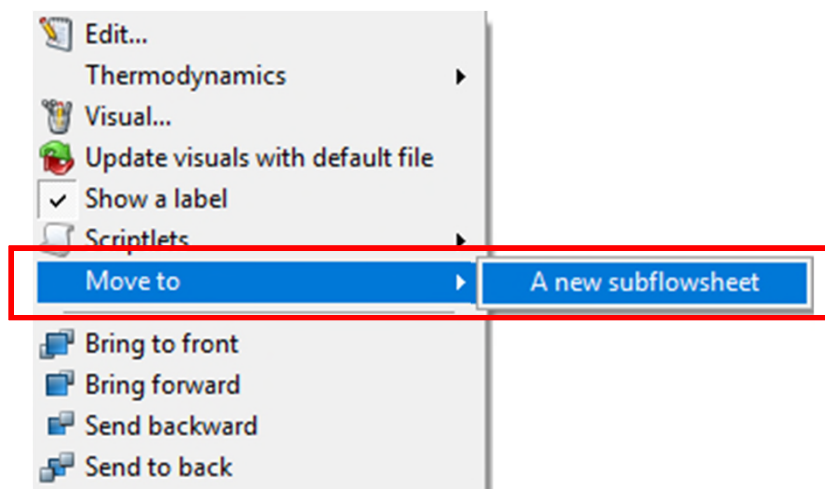 Edit...
Thermodynamics
Visual...
Update visuals with default file
Show a label
Scriptlets
Move to
A new subflowsheet
Bring to front
Bring forward
Send backward
Send to back